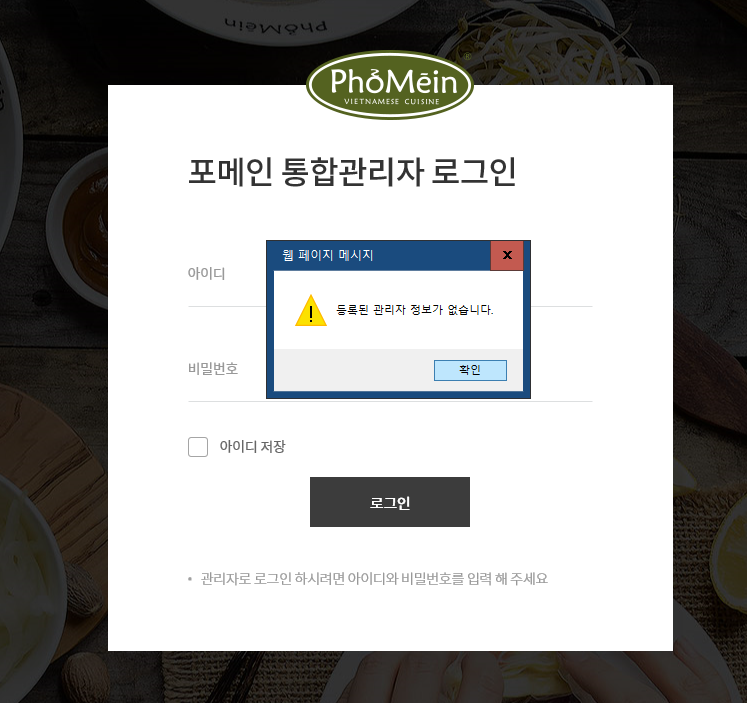 PhỏMein
PhỏMēin
VIETNAMESE CUISINE
포메인 통합관리자 로그인
웹 페이지 메시지
x
아이디
등록된 관리자 정보가 없습니다.
확인
비밀번호
아이디 저장
로그인
• 관리자로 로그인 하시려면 아이디와 비밀번호를 입력 해 주세요